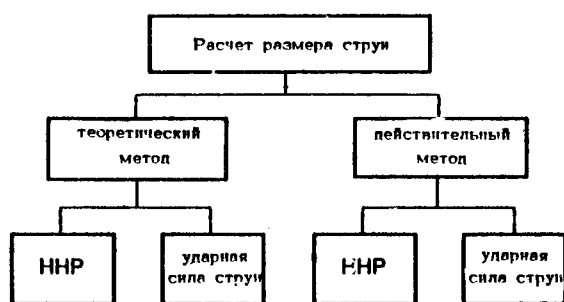 Расчет размера струи
теоретический
метод
действительный
метод
ННР
ударная
сила струи
ННР
ударная
сила струи